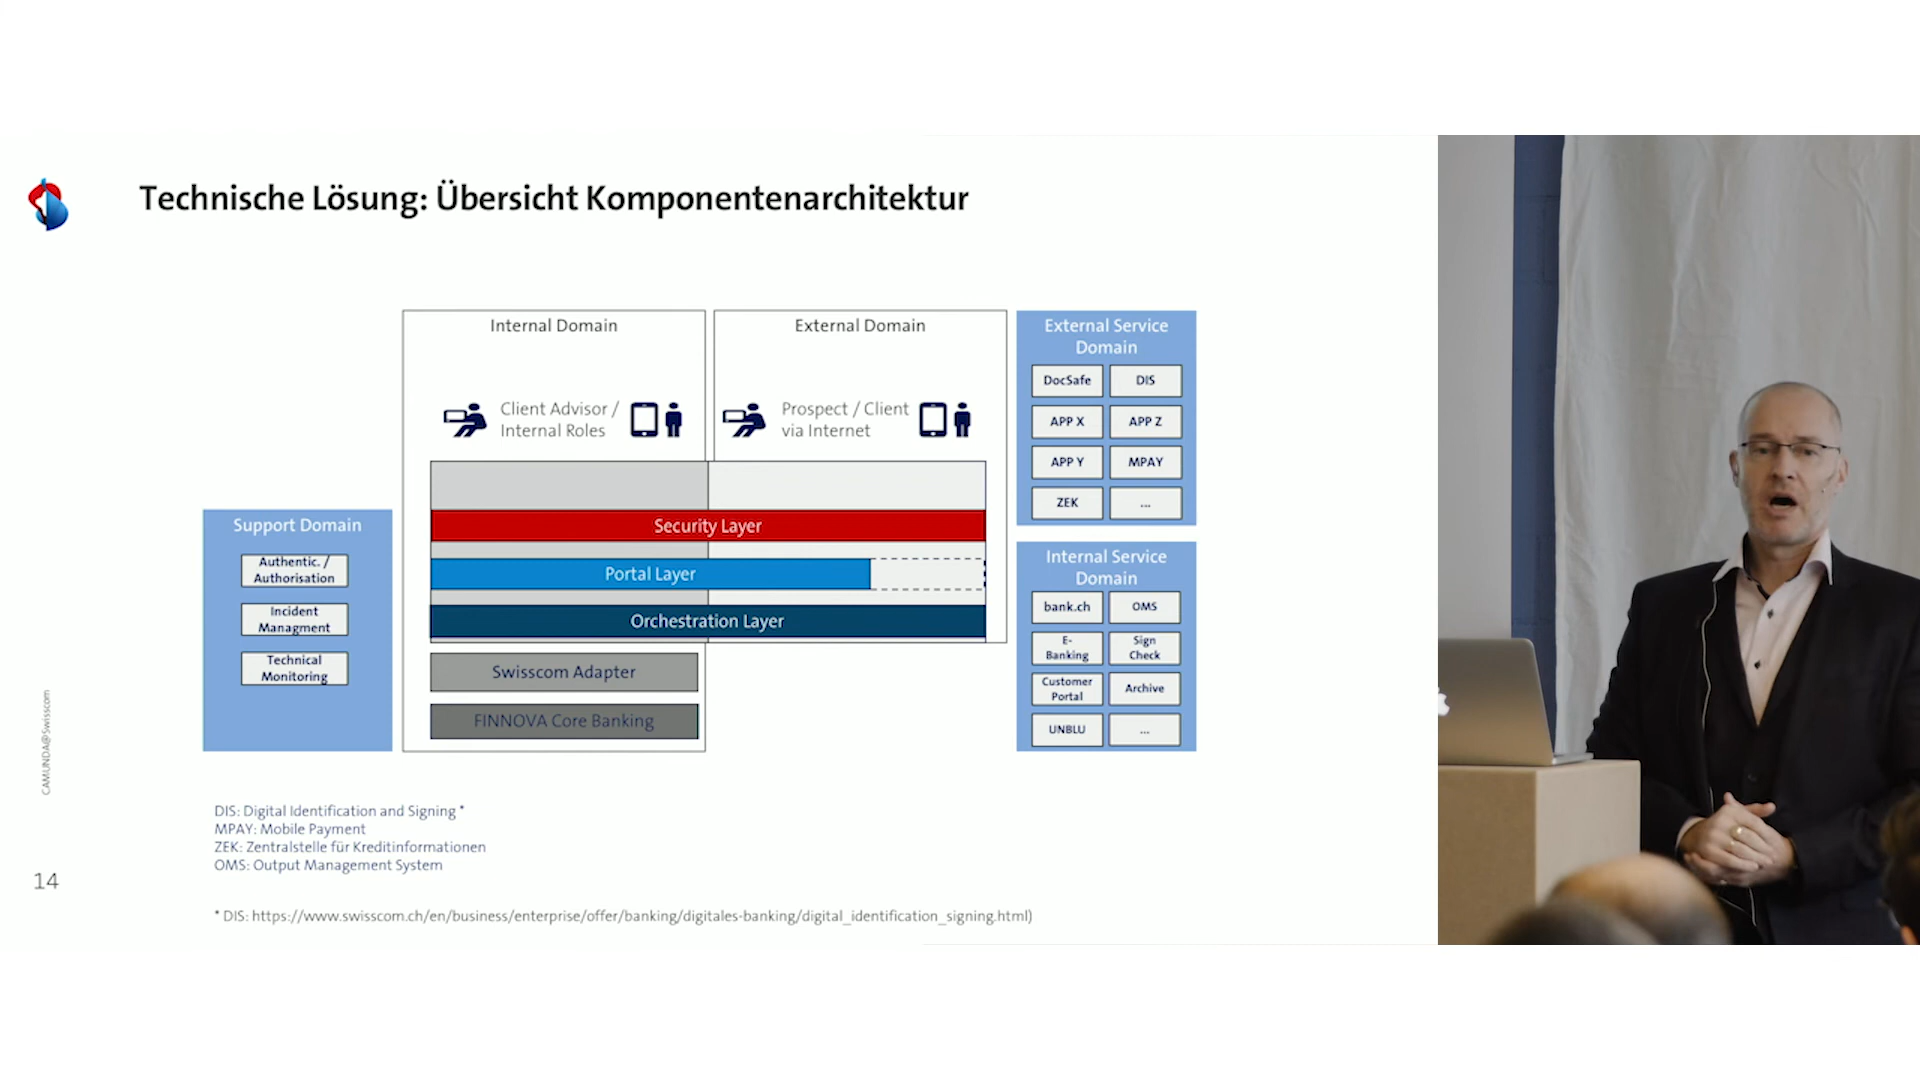 Technische Lösung: Übersicht Komponentenarchitektur
Internal Domain
External Domain
Client Advisor /
Internal Roles
Prospect / Client
via Internet
Security Layer
Portal Layer
Orchestration Layer
Swisscom Adapter
FINNOVA Core Banking
Support Domain
Authentic. /
Authorisation
Incident
Managment
Technical
Monitoring
External Service
Domain
DocSafe
DIS
APP X
APP Z
APP Y
MPAY
ZEK
...
Internal Service
Domain
bank.ch
OMS
E-
Banking
Sign
Check
Customer
Portal
Archive
UNBLU
...
DIS: Digital Identification and Signing *
MPAY: Mobile Payment
ZEK: Zentralstelle für Kreditinformationen
OMS: Output Management System
* DIS: https://www.swisscom.ch/en/business/enterprise/offer/banking/digitales-banking/digital_identification_signing.html)
CAMUNDA@Swisscom
14